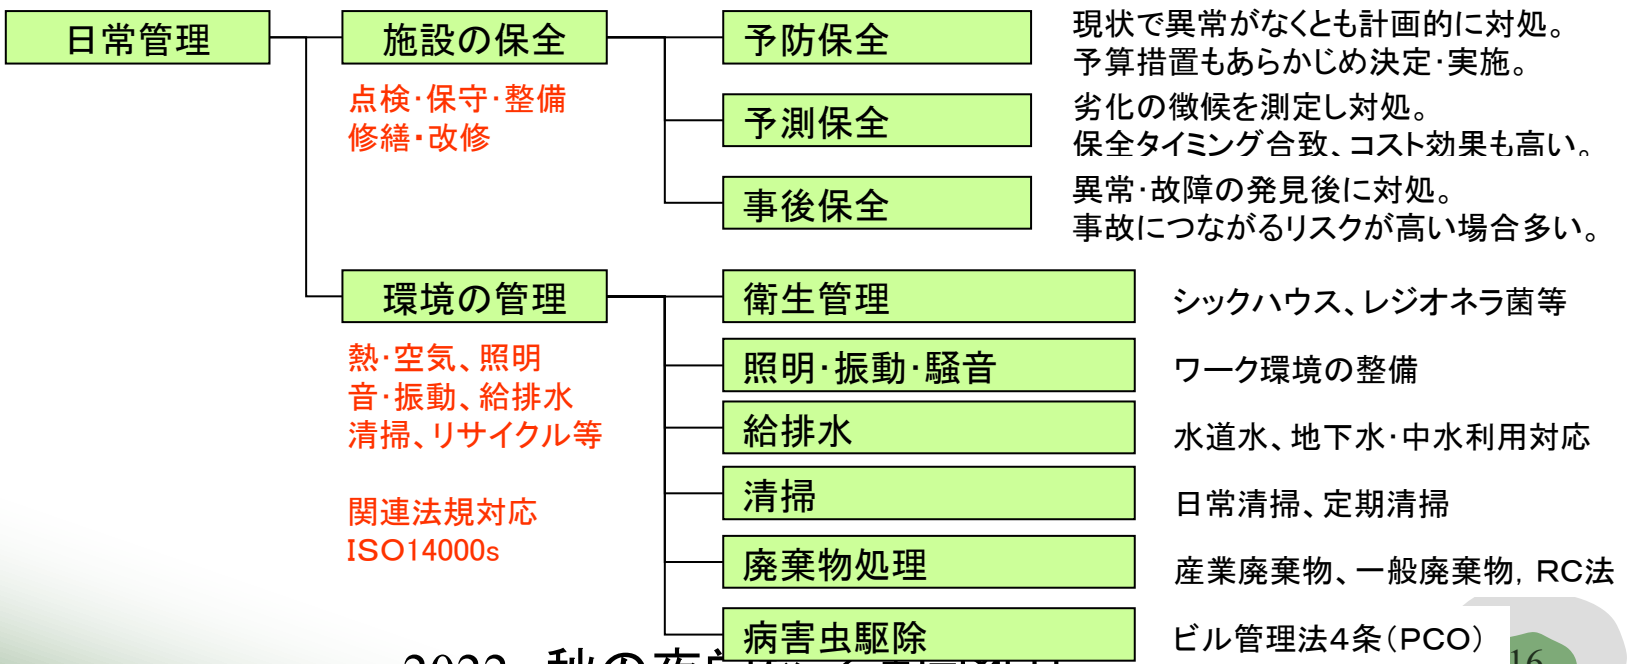 日常管理
施設の保全
点検・保守・整備
修繕・改修
予防保全
現状で異常がなくとも計画的に対処。
予算措置もあらかじめ決定・実施。
予測保全
劣化の徴候を測定し対処。
保全タイミング合致、コスト効果も高い。
事後保全
異常・故障の発見後に対処。
事故につながるリスクが高い場合多い。
環境の管理
熱・空気、照明
音・振動、給排水
清掃、リサイクル等
関連法規対応
ISO14000s
衛生管理
シックハウス、レジオネラ菌等
照明・振動・騒音
ワーク環境の整備
給排水
水道水、地下水・中水利用対応
清掃
日常清掃、定期清掃
廃棄物処理
産業廃棄物、一般廃棄物, RC法
病害虫駆除
ビル管理法4条(PCO)
16